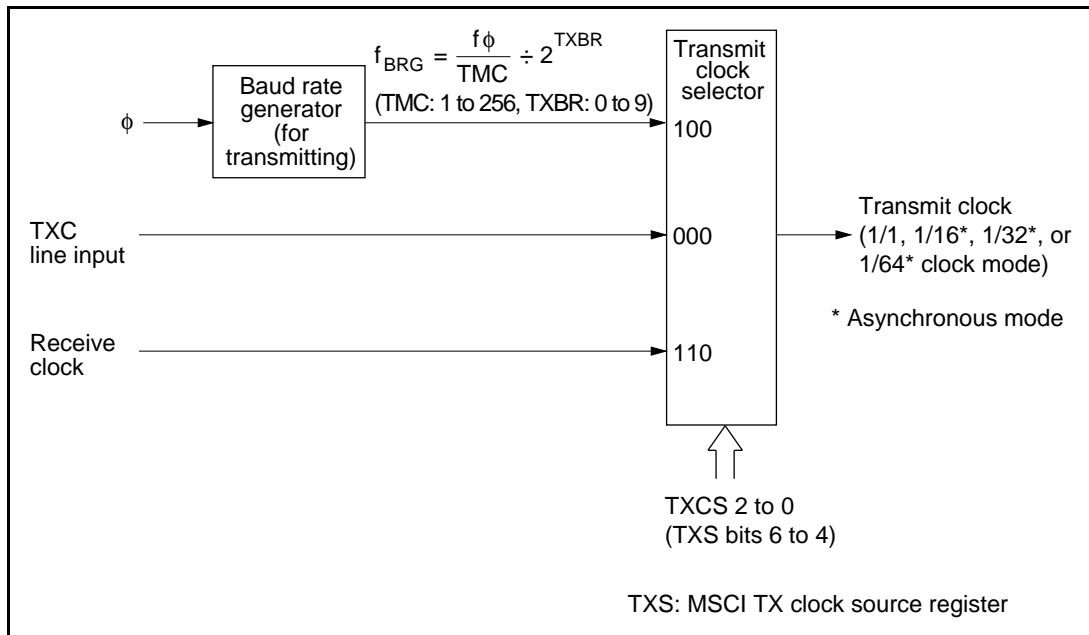 f BRG = fϕ / TMC ÷ 2 TXBR
(TMC: 1 to 256, TXBR: 0 to 9)
ϕ
Baud rate
generator
(for
transmitting)
Transmit
clock
selector
100
TXC
line input
000
Transmit clock
(1/1, 1/16*, 1/32*, or
1/64* clock mode)
* Asynchronous mode
Receive
clock
110
TXCS 2 to 0
(TXS bits 6 to 4)
TXS: MSCI TX clock source register